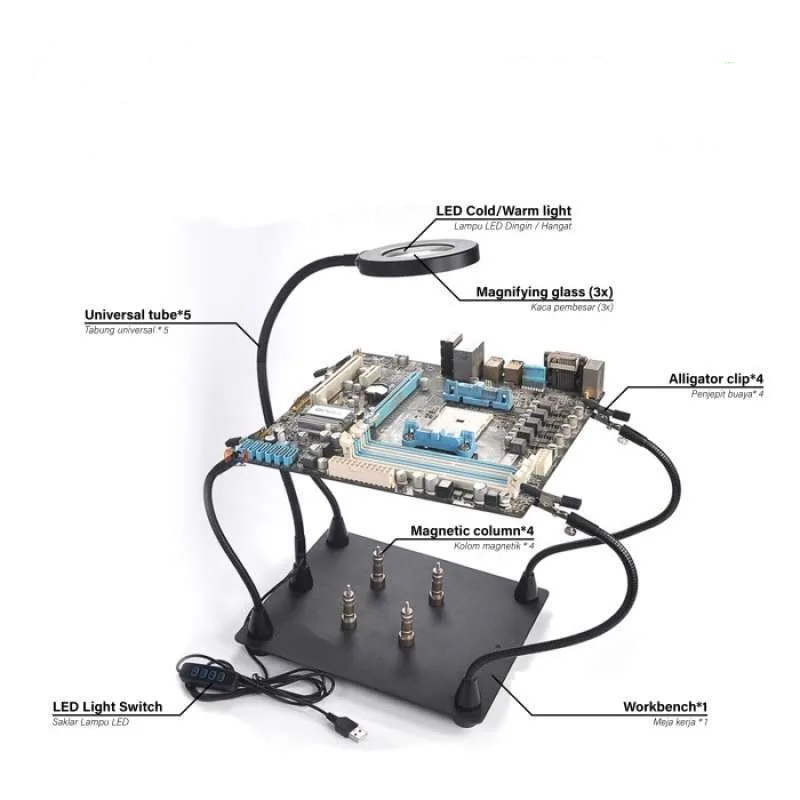 LED Cold/Warm light
Lampu LED Dingin / Hangat
Magnifying glass (3x)
Kaca pembesar (3x)
Universal tube*5
Tabung universal * 5
Alligator clip*4
Penjepit buaya* 4
Magnetic column*4
Kolom magnetik * 4
LED Light Switch
Saklar Lampu LED
Workbench*1
Meja kerja *1